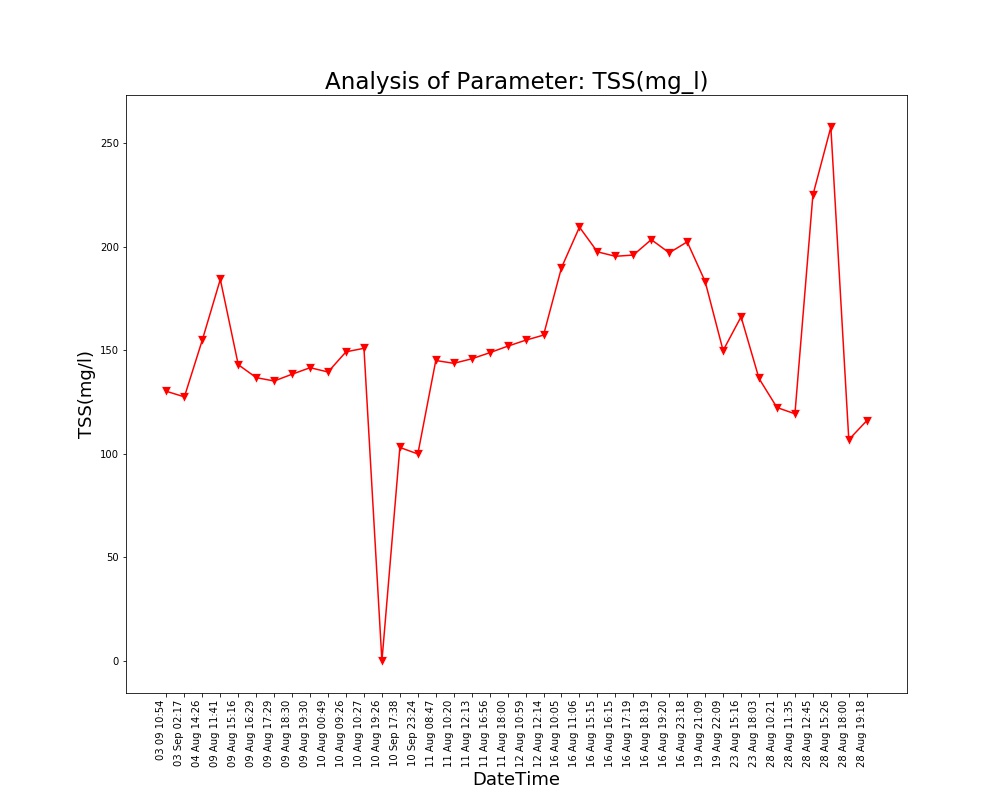 Analysis of Parameter: TSS(mg_l)
TSS(mg/l)
250
200
150
100
50
0
03 09 10:54
03 Sep 02:17
04 Aug 14:26
09 Aug 11:41
09 Aug 15:16
09 Aug 16:29
09 Aug 17:29
09 Aug 18:30
09 Aug 19:30
10 Aug 00:49
10 Aug 09:26
10 Aug 10:27
10 Aug 19:26
10 Sep 17:38
10 Sep 23:24
11 Aug 08:47
11 Aug 10:20
11 Aug 12:13
11 Aug 16:56
11 Aug 18:00
12 Aug 10:59
12 Aug 12:14
16 Aug 10:05
16 Aug 11:06
16 Aug 15:15
16 Aug 16:15
16 Aug 17:19
16 Aug 18:19
16 Aug 19:20
16 Aug 23:18
19 Aug 21:09
19 Aug 22:09
23 Aug 15:16
23 Aug 18:03
28 Aug 10:21
28 Aug 11:35
28 Aug 12:45
28 Aug 15:26
28 Aug 18:00
28 Aug 19:18
DateTime